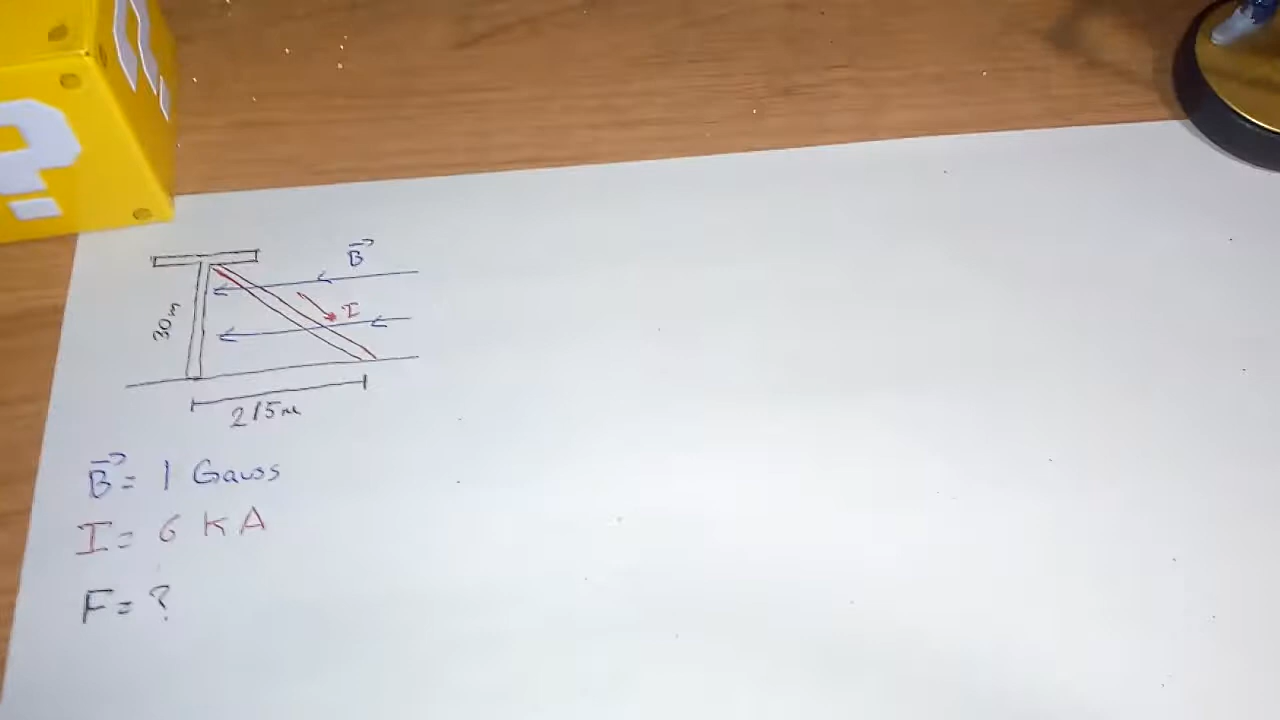 B⃗
30m
I
215m
B⃗= 1 Gauss
I= 6 KA
F= ?
?